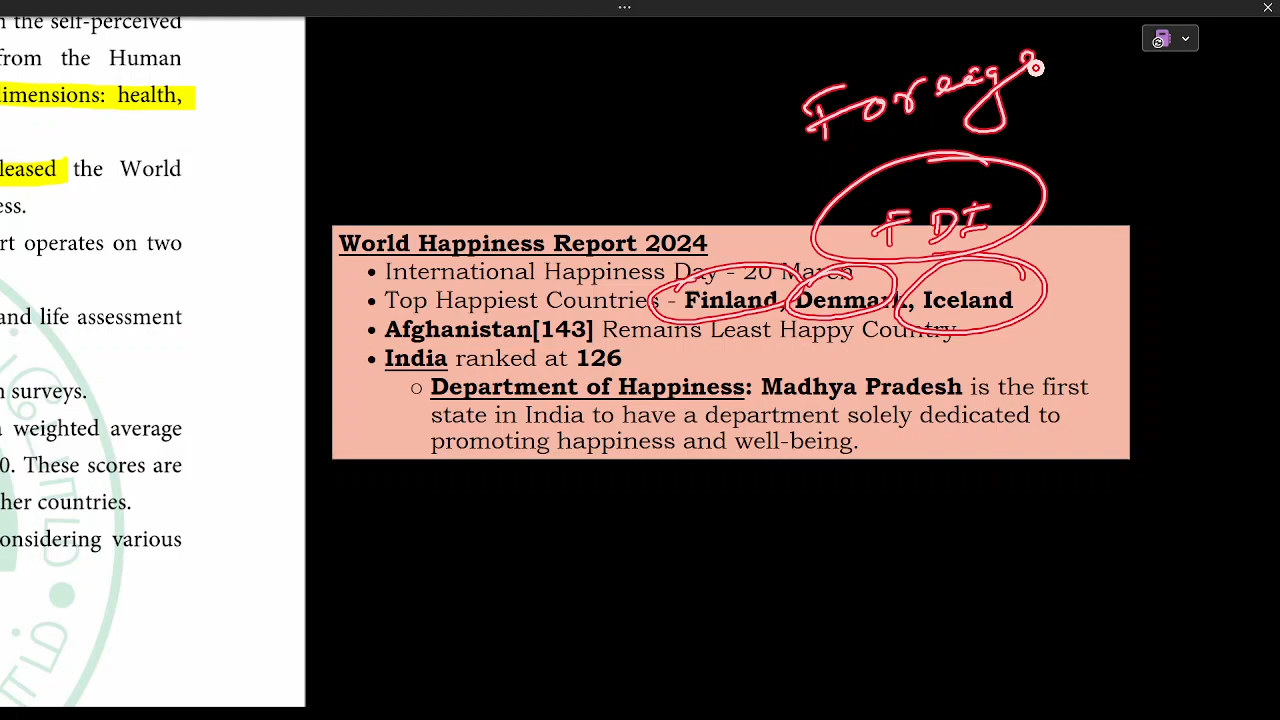 n the self-perceived
from the Human
dimensions: health,
leased the World
ess.
rt operates on two
and life assessment
n surveys.
a weighted average
0. These scores are
her countries.
onsidering various
Foreign
FDI
World Happiness Report 2024
• International Happiness Day - 20 March
• Top Happiest Countries - Finland, Denmark, Iceland
• Afghanistan[143] Remains Least Happy Country
• India ranked at 126
○ Department of Happiness: Madhya Pradesh is the first
state in India to have a department solely dedicated to
promoting happiness and well-being.